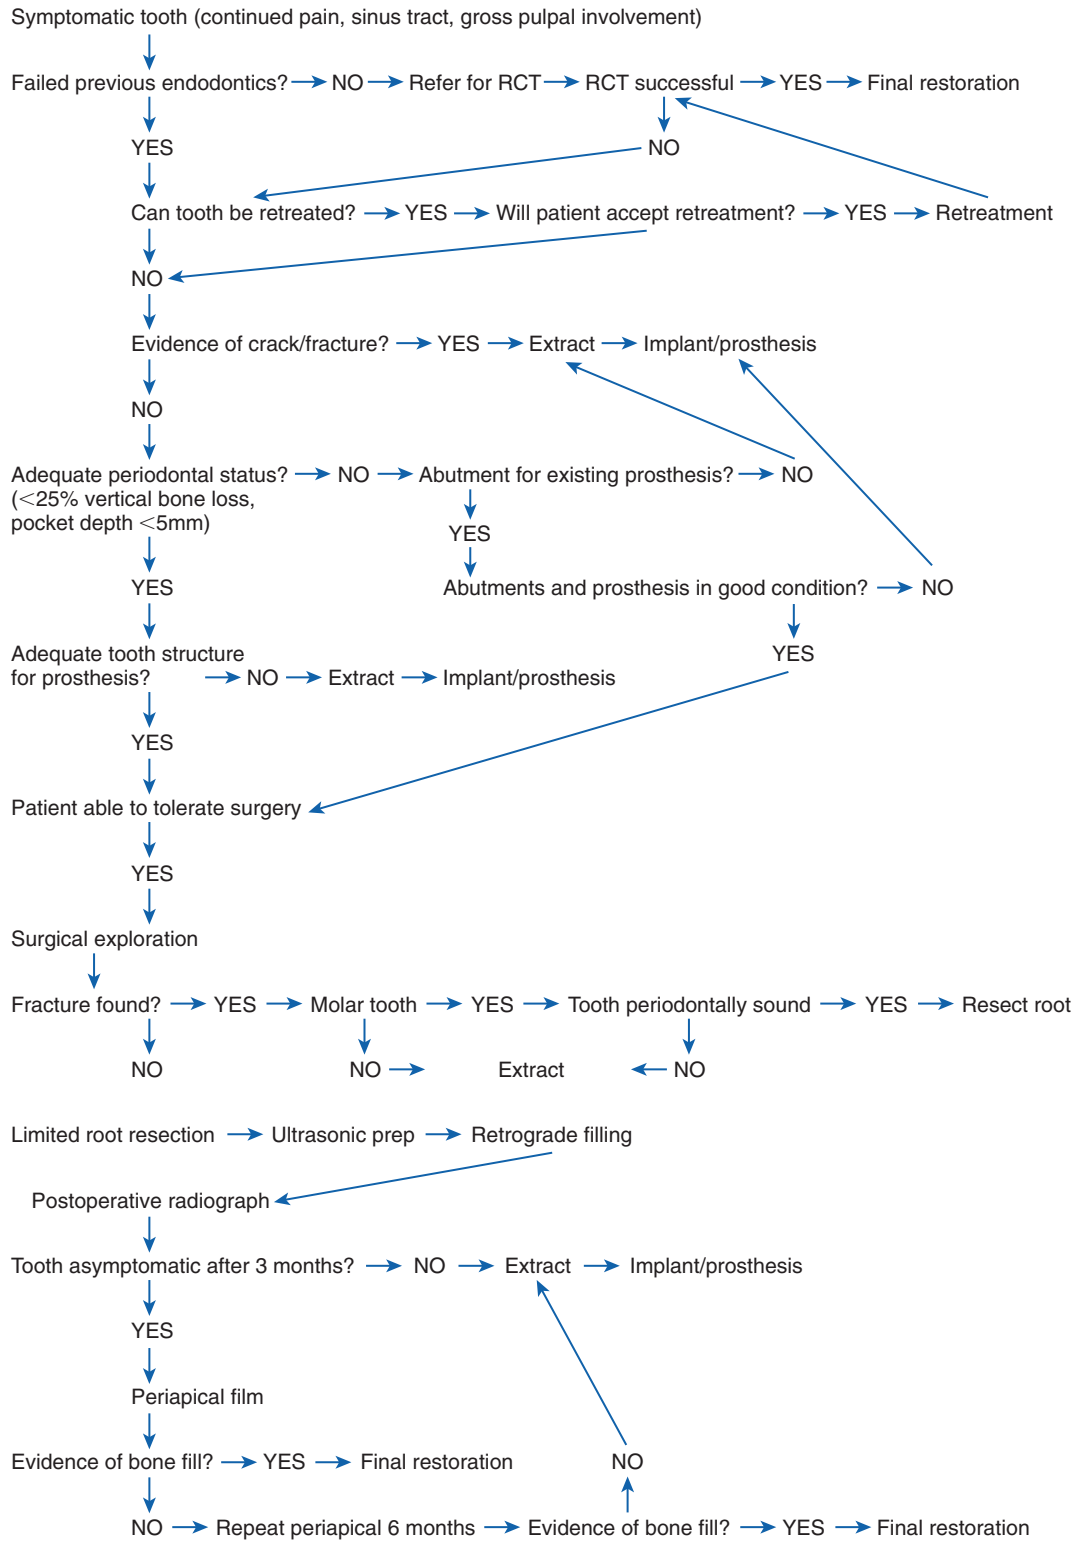 Symptomatic tooth (continued pain, sinus tract, gross pulpal involvement)
Failed previous endodontics? NO Refer for RCT RCT successful YES Final restoration
YES NO
Can tooth be retreated? YES Will patient accept retreatment? YES Retreatment
NO
Evidence of crack/fracture? YES Extract Implant/prosthesis
NO
Adequate periodontal status? NO Abutment for existing prosthesis? NO
(<25% vertical bone loss,
pocket depth <5mm)
YES
YES Abutments and prosthesis in good condition? NO
Adequate tooth structure YES
for prosthesis? NO Extract Implant/prosthesis
YES
Patient able to tolerate surgery
YES
Surgical exploration
Fracture found? YES Molar tooth YES Tooth periodontally sound YES Resect root
NO NO Extract NO
Limited root resection Ultrasonic prep Retrograde filling
Postoperative radiograph
Tooth asymptomatic after 3 months? NO Extract Implant/prosthesis
YES
Periapical film
Evidence of bone fill? YES Final restoration NO
NO Repeat periapical 6 months Evidence of bone fill? YES Final restoration